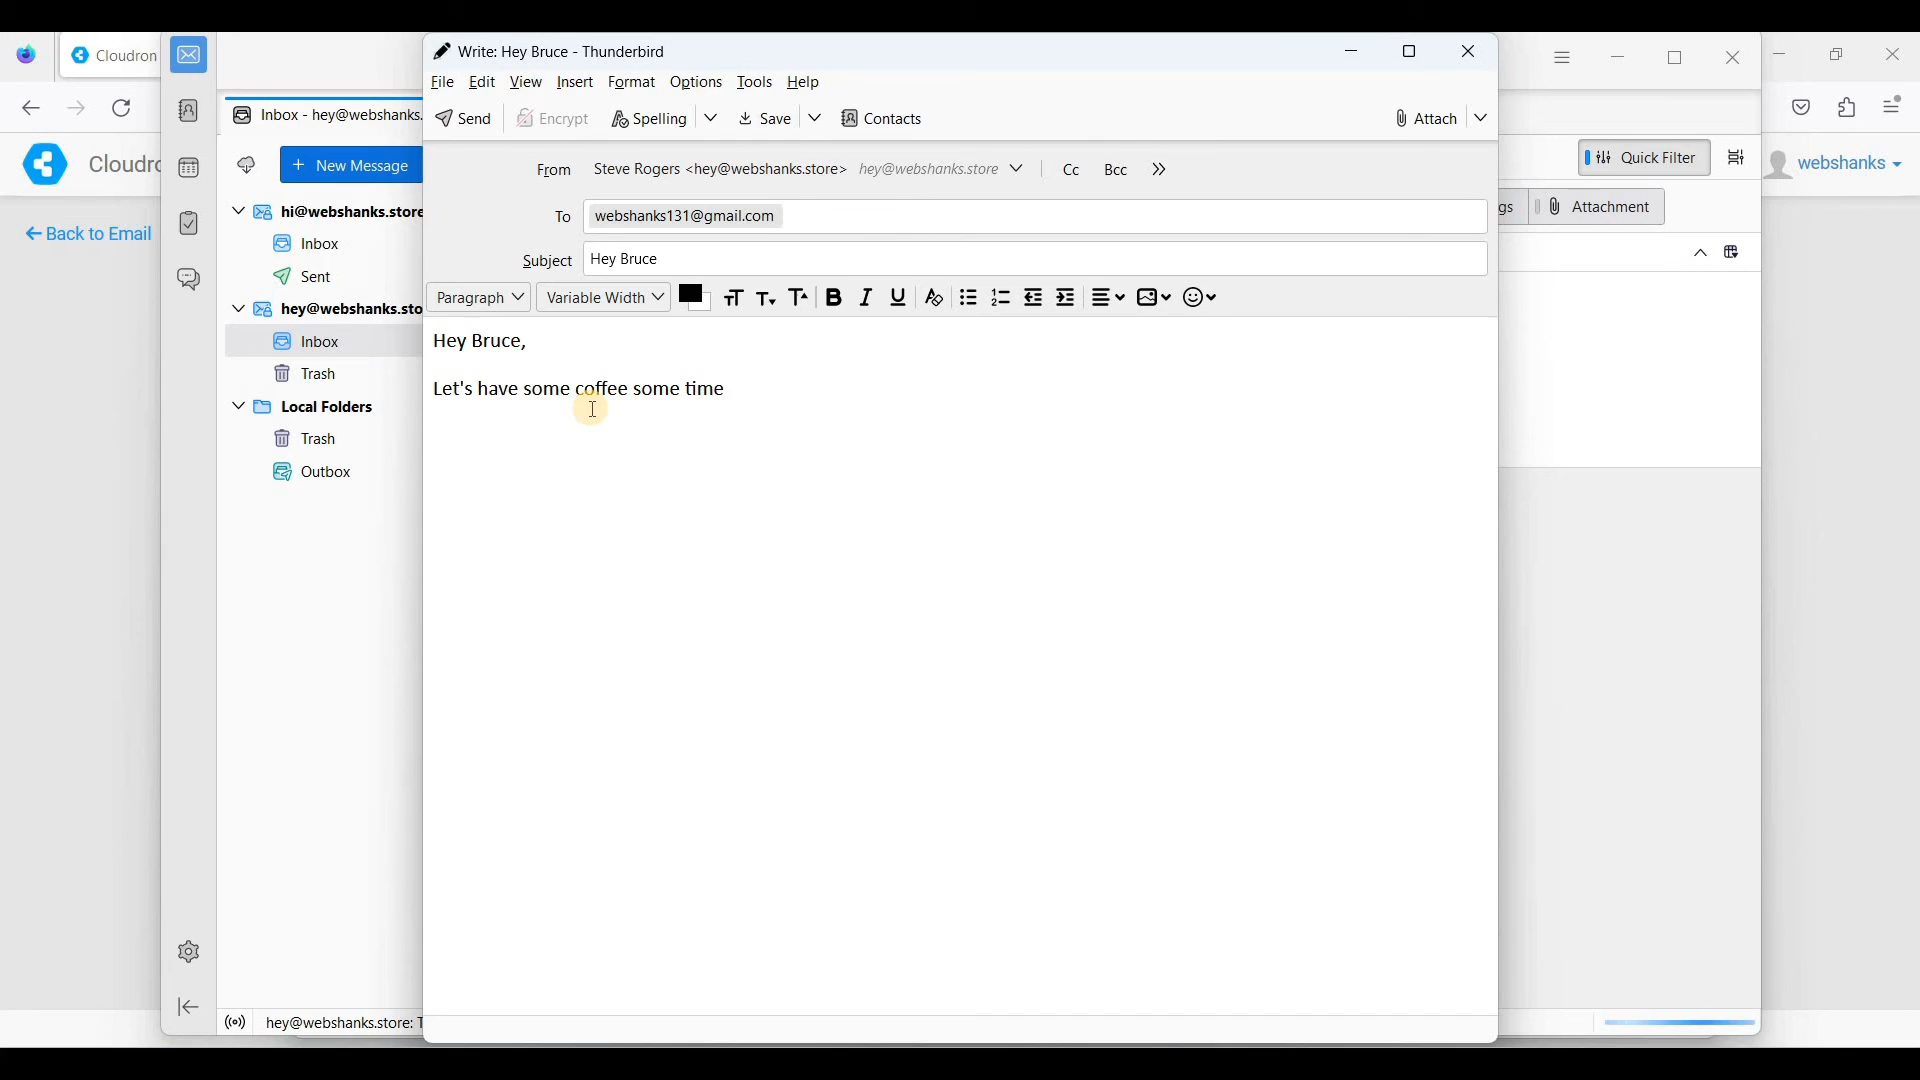 Write: Hey Bruce - Thunderbird
Cloudron
File Edit View Insert Format Options Tools Help
Inbox - hey@webshanks.
Send Encrypt Spelling Save Contacts Attach
Cloudro
New Message
From Steve Rogers <hey@webshanks.store> hey@webshanks.store Cc Bcc
Quick Filter
webshanks
hi@webshanks.store
To webshanks131@gmail.com
gs Attachment
Back to Email
Inbox
Subject Hey Bruce
Sent
Paragraph Variable Width
hey@webshanks.sto
Inbox
Hey Bruce,
Trash
Let's have some coffee some time
Local Folders
Trash
Outbox
hey@webshanks.store: T